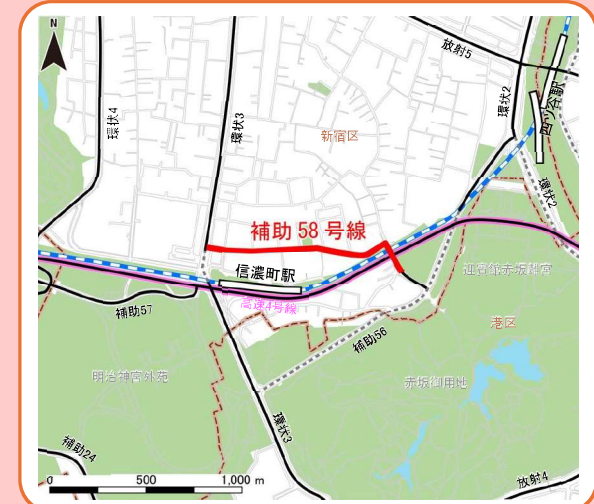 N
放射5
環状4
環状3
環状2
四ツ谷駅
新宿区
環状2
補助 58 号線
信濃町駅
迎賓館赤坂離宮
高速4号線
補助57
港区
補助56
明治神宮外苑
赤坂御用地
環状3
補助24
放射4
0 500 1,000 m